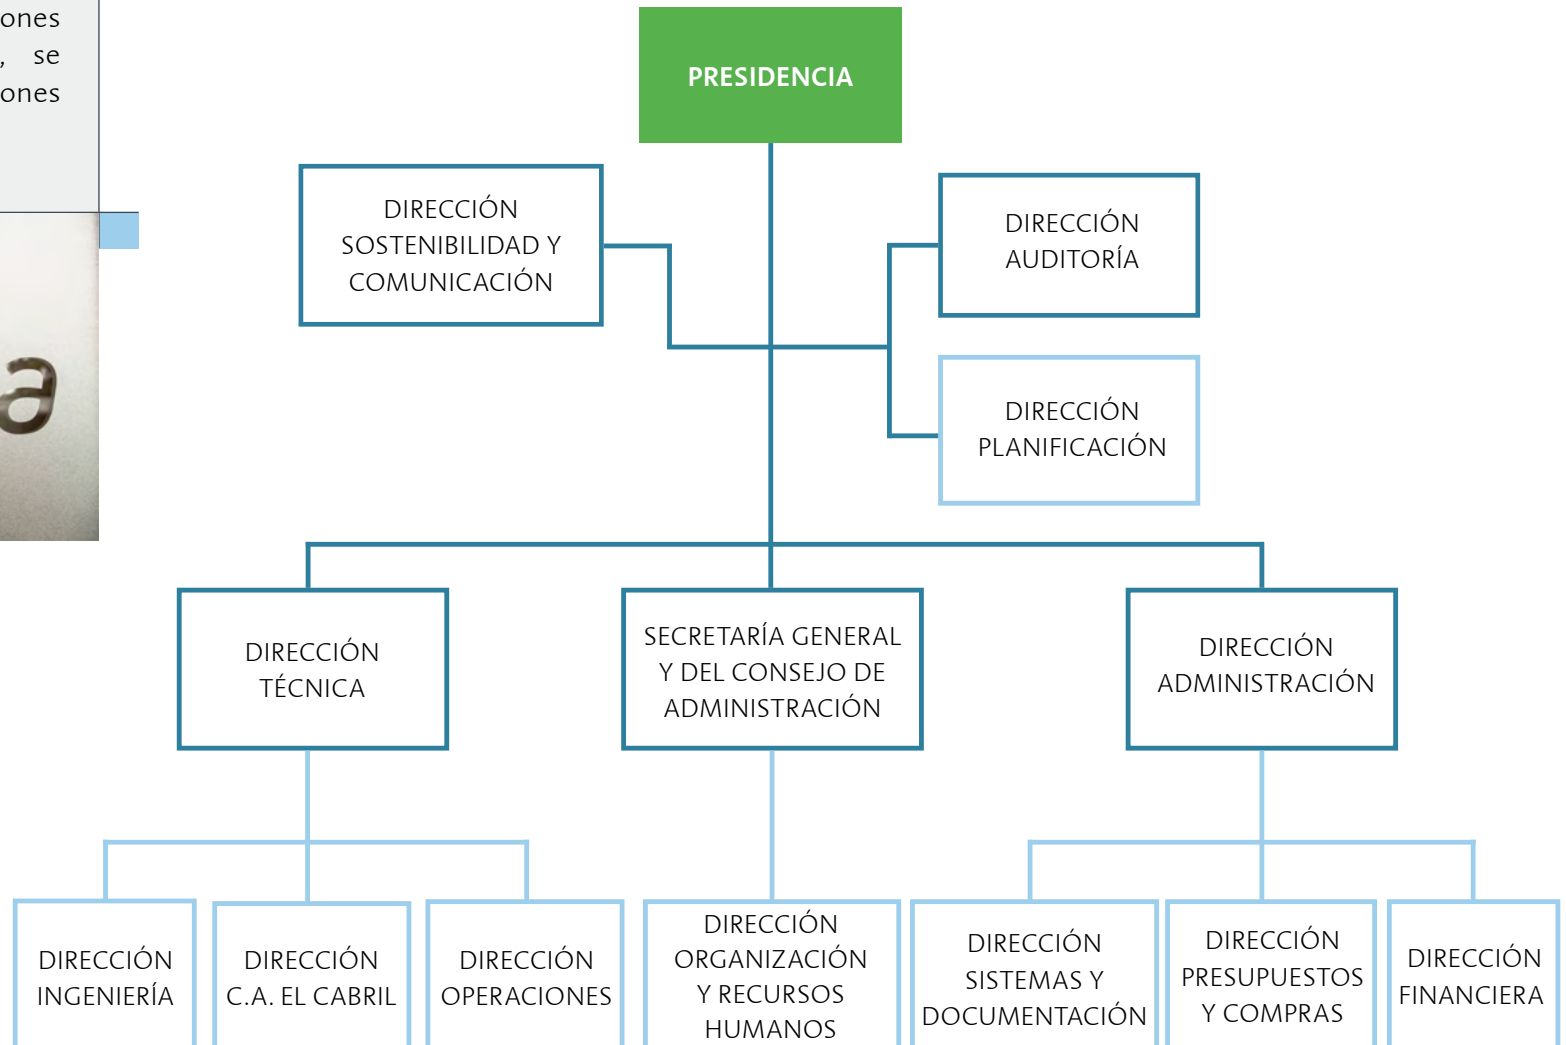 ones
, se
ones
a
PRESIDENCIA
DIRECCIÓN
SOSTENIBILIDAD Y
COMUNICACIÓN
DIRECCIÓN
AUDITORÍA
DIRECCIÓN
PLANIFICACIÓN
DIRECCIÓN
TÉCNICA
SECRETARÍA GENERAL
Y DEL CONSEJO DE
ADMINISTRACIÓN
DIRECCIÓN
ADMINISTRACIÓN
DIRECCIÓN
INGENIERÍA
DIRECCIÓN
C.A. EL CABRIL
DIRECCIÓN
OPERACIONES
DIRECCIÓN
ORGANIZACIÓN
Y RECURSOS
HUMANOS
DIRECCIÓN
SISTEMAS Y
DOCUMENTACIÓN
DIRECCIÓN
PRESUPUESTOS
Y COMPRAS
DIRECCIÓN
FINANCIERA